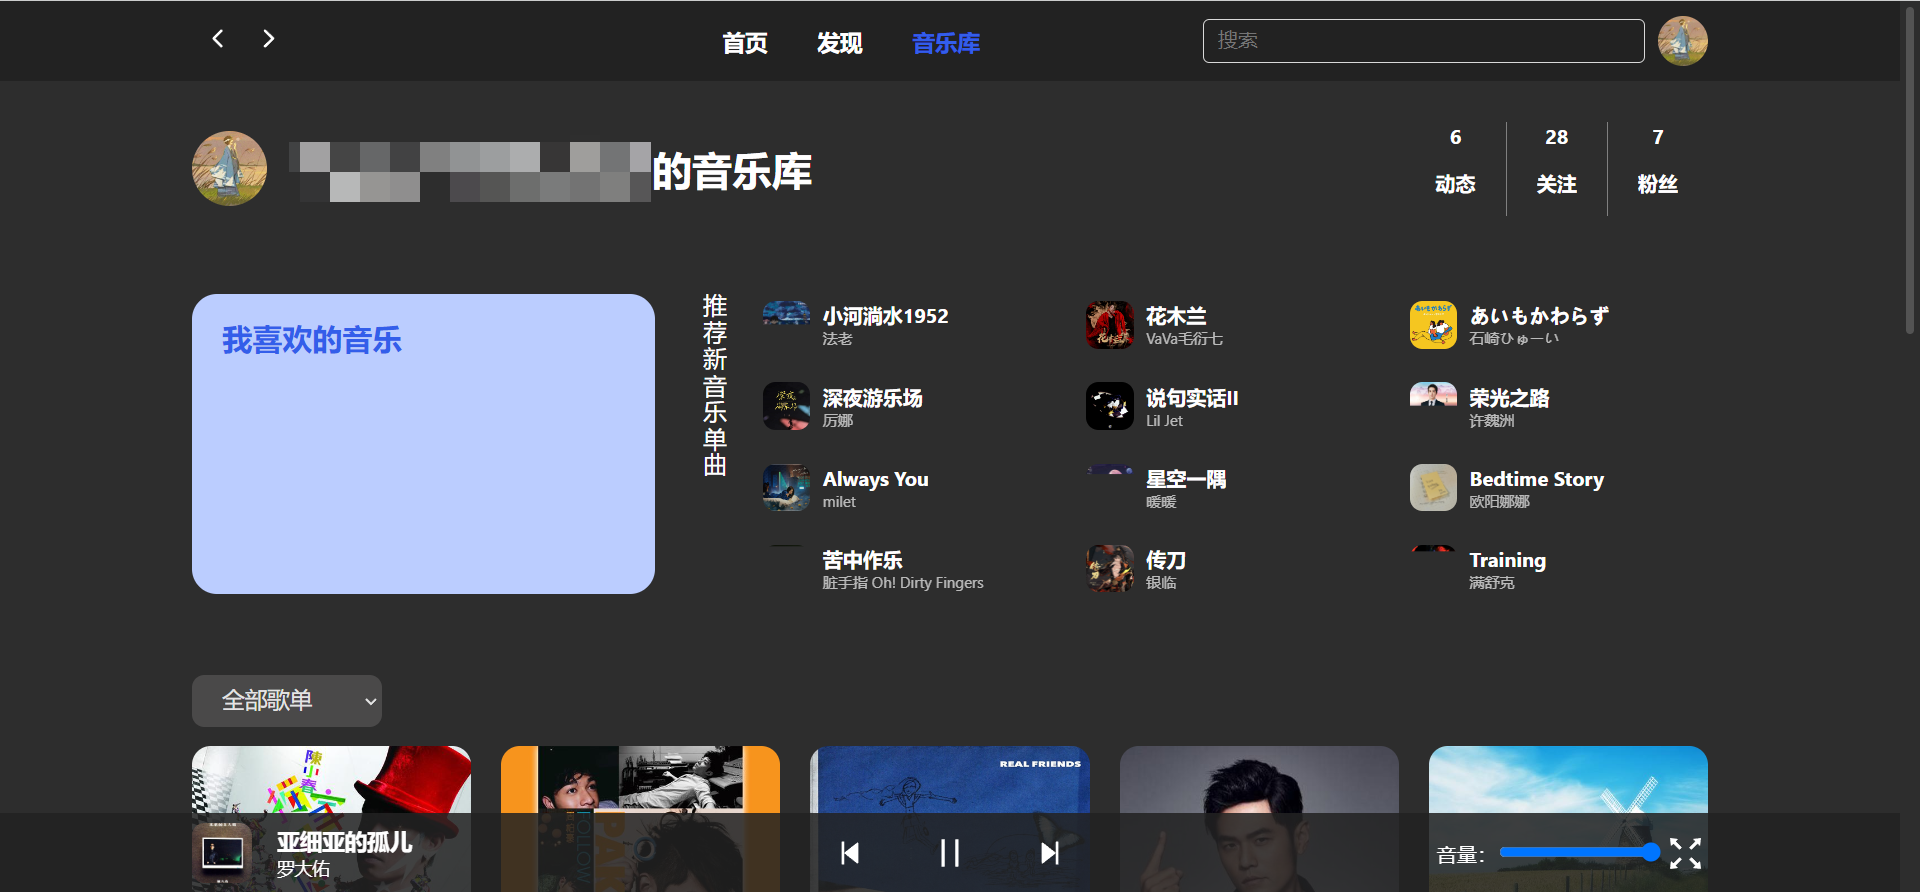 首页 发现 音乐库 搜索
的音乐库
6 28 7
动态 关注 粉丝
我喜欢的音乐
推荐新音乐单曲
小河淌水1952
法老
花木兰
VaVa毛衍七
あいもかわらず
石崎ひゅーい
深夜游乐场
厉娜
说句实话II
Lil Jet
荣光之路
许魏洲
Always You
milet
星空一隅
暖暖
Bedtime Story
欧阳娜娜
苦中作乐
脏手指 Oh! Dirty Fingers
传刀
银临
Training
满舒克
全部歌单
陳小春
REAL FRIENDS
亚细亚的孤儿
罗大佑
音量：